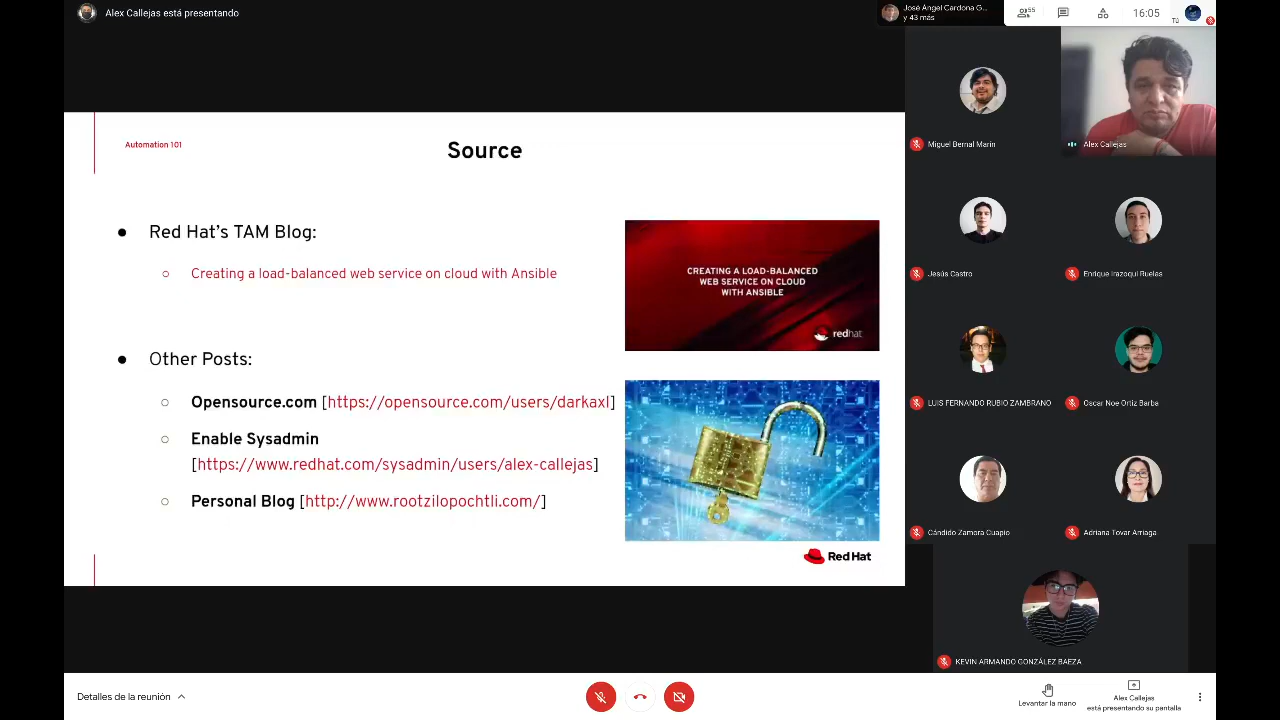 Alex Callejas está presentando
José Angel Cardona G...
y 43 más
55
16:05
Tú
Automation 101
Source
Red Hat's TAM Blog:
Creating a load-balanced web service on cloud with Ansible
CREATING A LOAD-BALANCED
WEB SERVICE ON CLOUD
WITH ANSIBLE
redhat
Other Posts:
Opensource.com [https://opensource.com/users/darkaxl]
Enable Sysadmin
[https://www.redhat.com/sysadmin/users/alex-callejas]
Personal Blog [http://www.rootzilopochtli.com/]
Red Hat
Miguel Bernal Marin
Alex Callejas
Jesús Castro
Enrique Irazoqui Ruelas
LUIS FERNANDO RUBIO ZAMBRANO
Oscar Noe Ortiz Barba
Cándido Zamora Cuapio
Adriana Tovar Arriaga
KEVIN ARMANDO GONZÁLEZ BAEZA
Detalles de la reunión
Levantar la mano
Alex Callejas
está presentando su pantalla